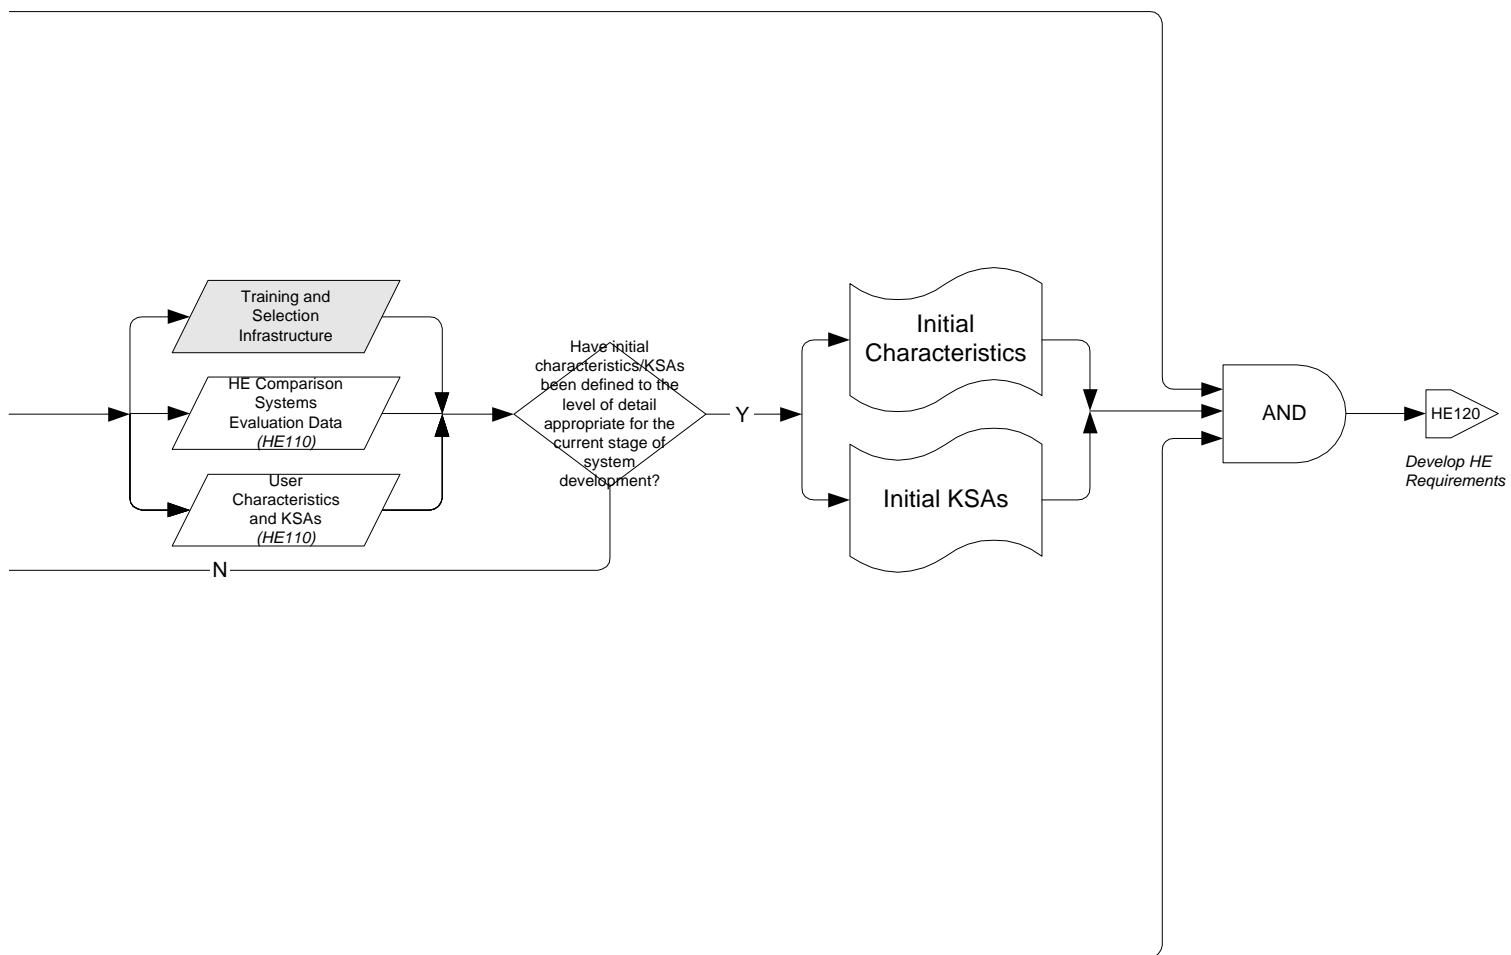 Training and
Selection
Infrastructure
HE Comparison
Systems
Evaluation Data
(HE110)
User
Characteristics
and KSAs
(HE110)
N
Have initial
characteristics/KSAs
been defined to the
level of detail
appropriate for the
current stage of
system
development?
Y
Initial
Characteristics
Initial KSAs
AND
HE120
Develop HE
Requirements